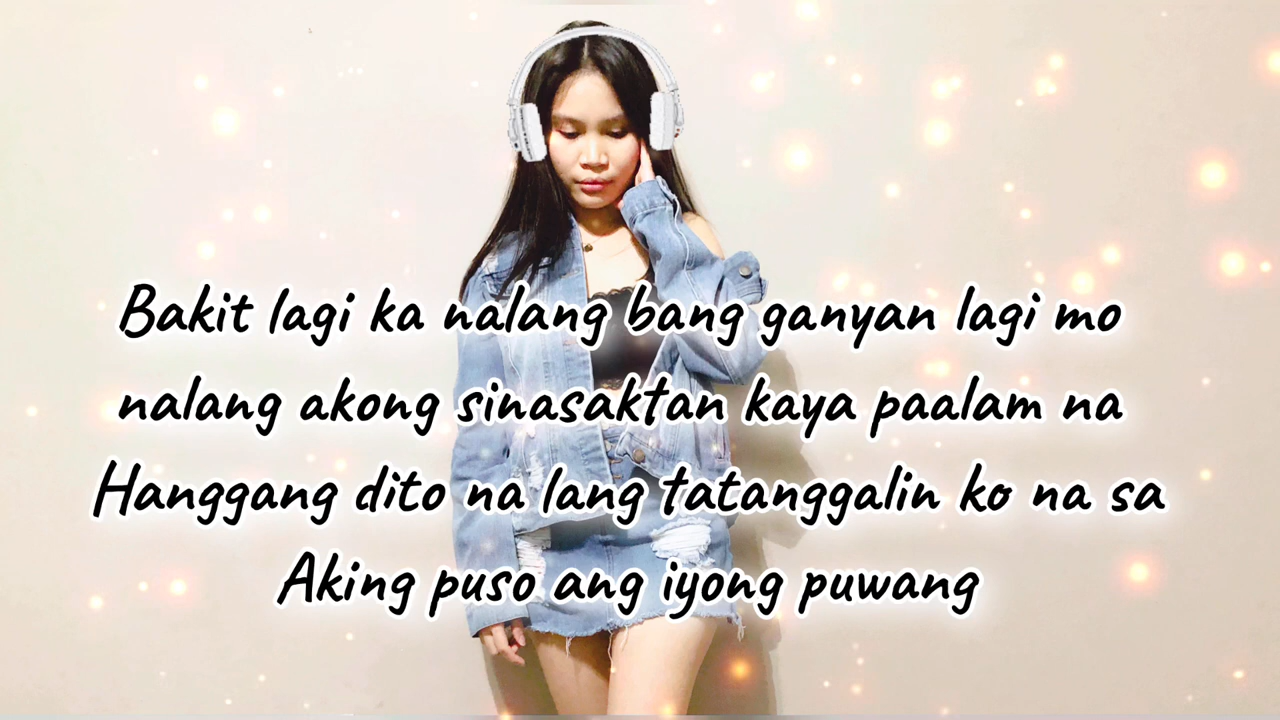 Bakit lagi ka nalang bang ganyan lagi mo
nalang akong sinasaktan kaya paalam na
Hanggang dito na lang tatanggalin ko na sa
Aking puso ang iyong puwang